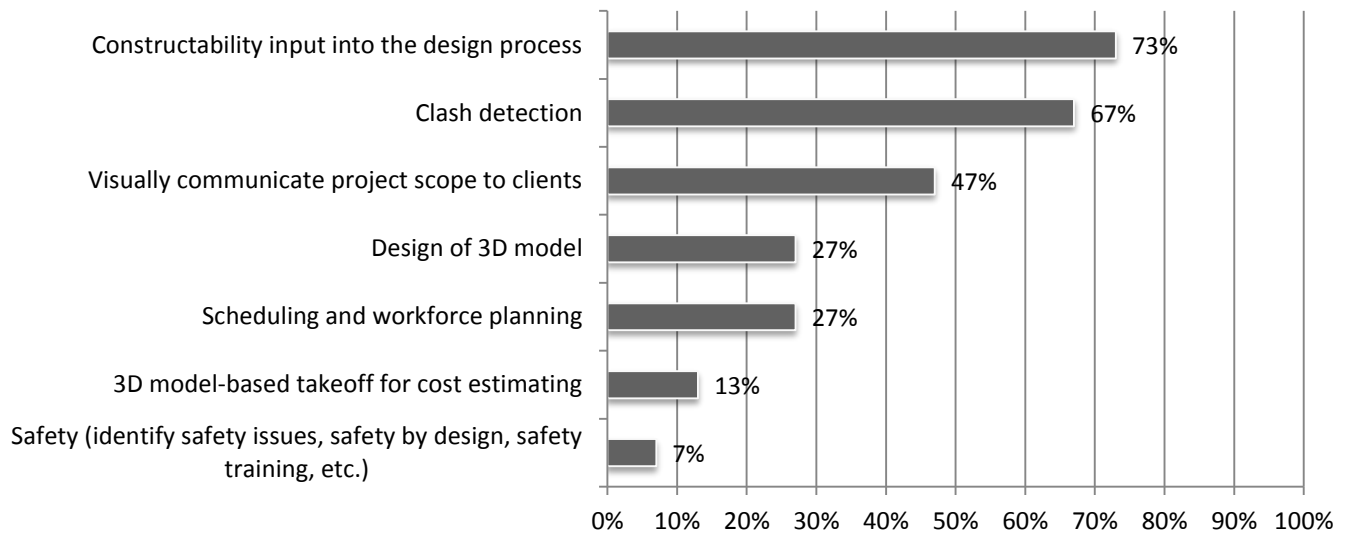 Constructability input into the design process
73%
Clash detection
67%
Visually communicate project scope to clients
47%
Design of 3D model
27%
Scheduling and workforce planning
27%
3D model-based takeoff for cost estimating
13%
Safety (identify safety issues, safety by design, safety
training, etc.)
7%
0% 10% 20% 30% 40% 50% 60% 70% 80% 90% 100%